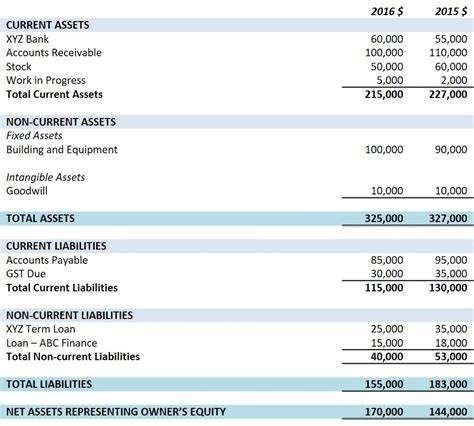 2016 $ 2015 $
CURRENT ASSETS
XYZ Bank 60,000 55,000
Accounts Receivable 100,000 110,000
Stock 50,000 60,000
Work in Progress 5,000 2,000
Total Current Assets 215,000 227,000
NON-CURRENT ASSETS
Fixed Assets
Building and Equipment 100,000 90,000
Intangible Assets
Goodwill 10,000 10,000
TOTAL ASSETS 325,000 327,000
CURRENT LIABILITIES
Accounts Payable 85,000 95,000
GST Due 30,000 35,000
Total Current Liabilities 115,000 130,000
NON-CURRENT LIABILITIES
XYZ Term Loan 25,000 35,000
Loan – ABC Finance 15,000 18,000
Total Non-current Liabilities 40,000 53,000
TOTAL LIABILITIES 155,000 183,000
NET ASSETS REPRESENTING OWNER'S EQUITY 170,000 144,000